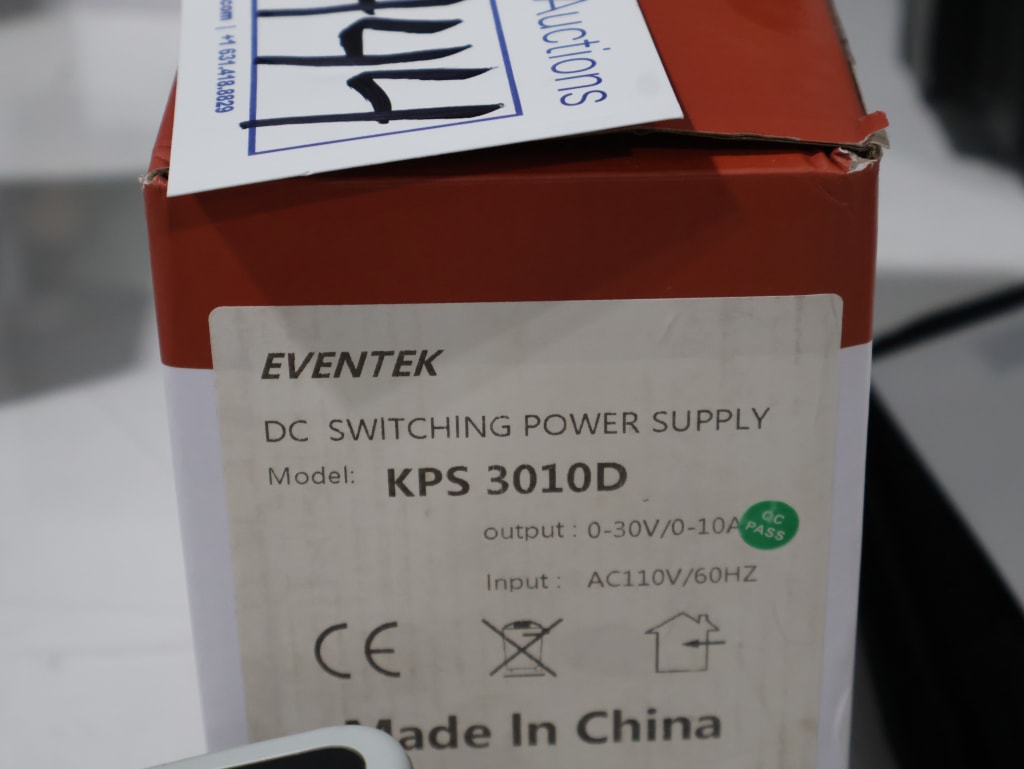 .com | +1 631.418.8829
Auctions
EVENTEK
DC SWITCHING POWER SUPPLY
Model: KPS 3010D
output : 0-30V/0-10A
QC
PASS
Input : AC110V/60HZ
CE
Made In China